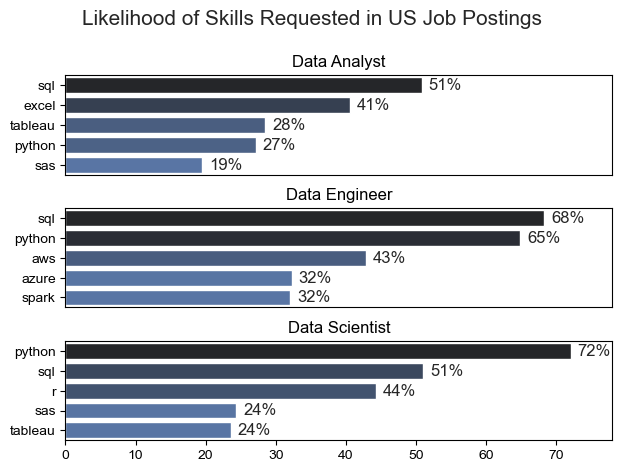 Likelihood of Skills Requested in US Job Postings
Data Analyst
sql 51%
excel 41%
tableau 28%
python 27%
sas 19%
Data Engineer
sql 68%
python 65%
aws 43%
azure 32%
spark 32%
Data Scientist
python 72%
sql 51%
r 44%
sas 24%
tableau 24%
0 10 20 30 40 50 60 70